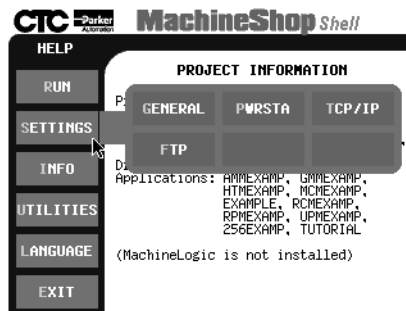 CTC Parker Automation MachineShop Shell
HELP
PROJECT INFORMATION
RUN
GENERAL PWRSTA TCP/IP
SETTINGS
FTP
INFO
Applications: AMMEXAMP, GMMEXAMP,
HTMEXAMP, MCMEXAMP,
EXAMPLE, RCMEXAMP,
UTILITIES
RPMEXAMP, UPMEXAMP,
256EXAMP, TUTORIAL
LANGUAGE
(MachineLogic is not installed)
EXIT